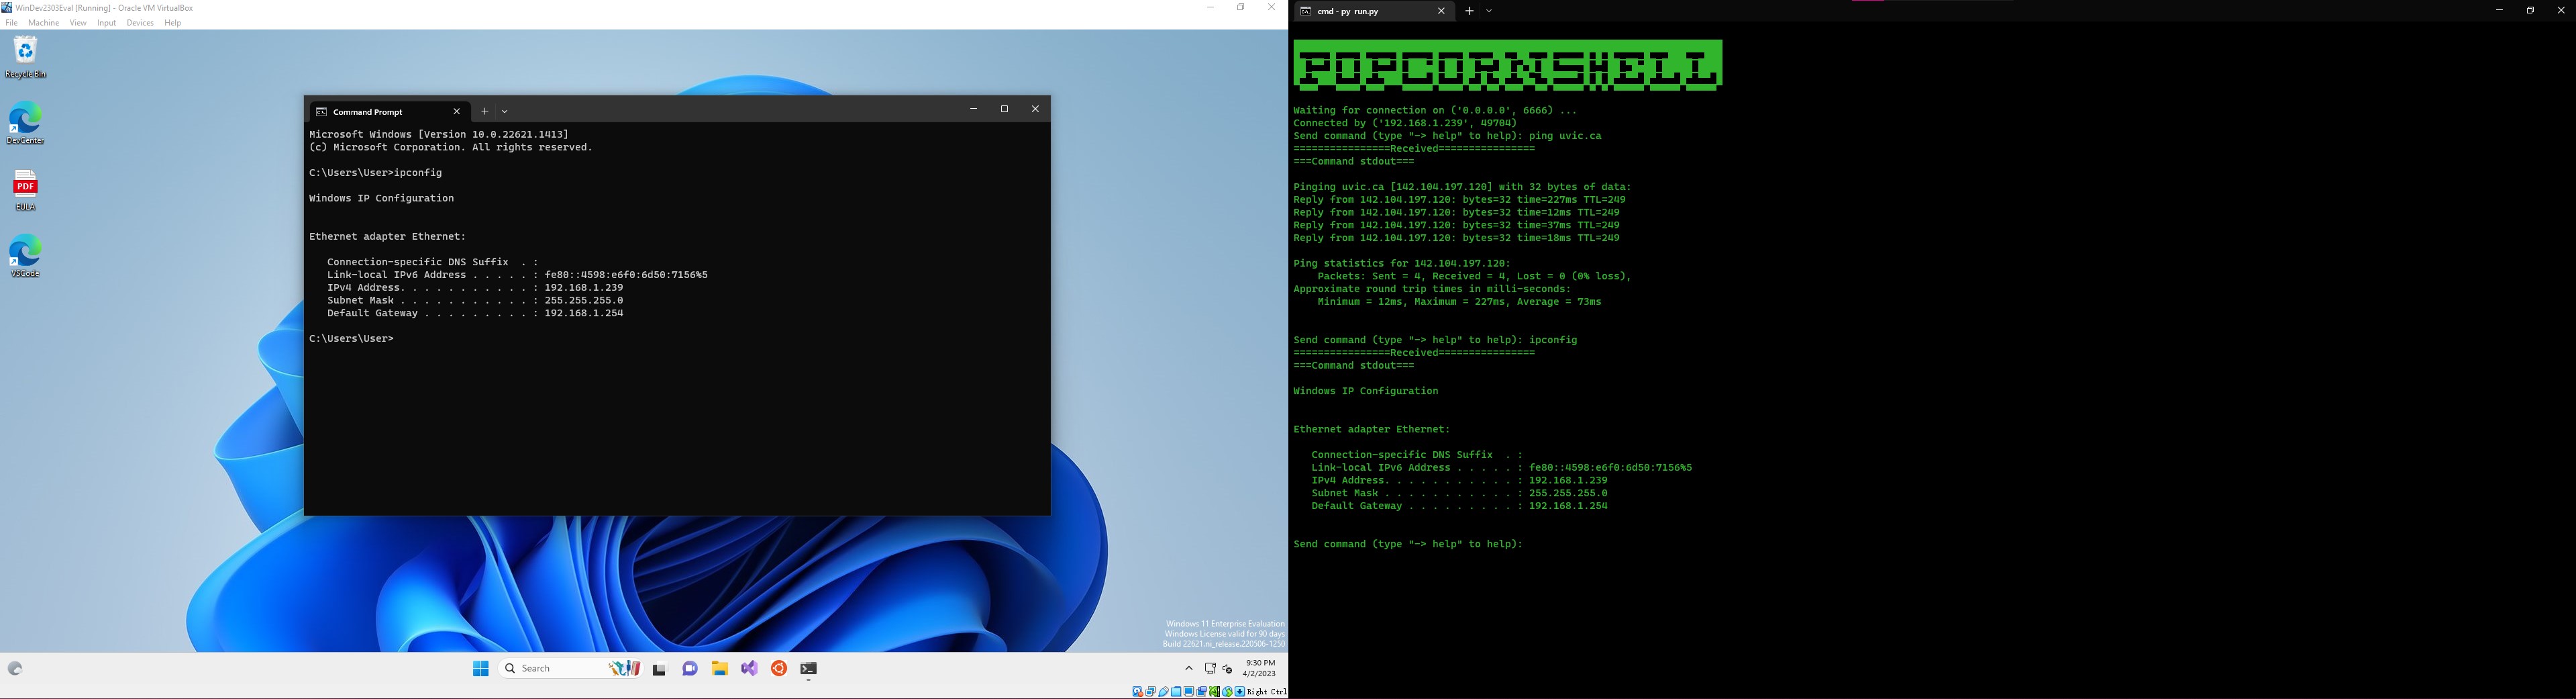 WinDev2303Eval [Running] - Oracle VM VirtualBox
File Machine View Input Devices Help
Recycle Bin
DevCenter
PDF
EULA
VSCode
Command Prompt
Microsoft Windows [Version 10.0.22621.1413]
(c) Microsoft Corporation. All rights reserved.
C:\Users\User>ipconfig
Windows IP Configuration
Ethernet adapter Ethernet:
Connection-specific DNS Suffix . :
Link-local IPv6 Address . . . . . : fe80::4598:e6f0:6d50:7156%5
IPv4 Address. . . . . . . . . . . : 192.168.1.239
Subnet Mask . . . . . . . . . . . : 255.255.255.0
Default Gateway . . . . . . . . . : 192.168.1.254
C:\Users\User>
Windows 11 Enterprise Evaluation
Windows License valid for 90 days
Build 22621.ni_release.220506-1250
Search
9:30 PM
4/2/2023
Right Ctrl
cmd - py run.py
Waiting for connection on ('0.0.0.0', 6666) ...
Connected by ('192.168.1.239', 49704)
Send command (type "-> help" to help): ping uvic.ca
================Received================
===Command stdout===
Pinging uvic.ca [142.104.197.120] with 32 bytes of data:
Reply from 142.104.197.120: bytes=32 time=227ms TTL=249
Reply from 142.104.197.120: bytes=32 time=12ms TTL=249
Reply from 142.104.197.120: bytes=32 time=37ms TTL=249
Reply from 142.104.197.120: bytes=32 time=18ms TTL=249
Ping statistics for 142.104.197.120:
Packets: Sent = 4, Received = 4, Lost = 0 (0% loss),
Approximate round trip times in milli-seconds:
Minimum = 12ms, Maximum = 227ms, Average = 73ms
Send command (type "-> help" to help): ipconfig
================Received================
===Command stdout===
Windows IP Configuration
Ethernet adapter Ethernet:
Connection-specific DNS Suffix . :
Link-local IPv6 Address . . . . . : fe80::4598:e6f0:6d50:7156%5
IPv4 Address. . . . . . . . . . . : 192.168.1.239
Subnet Mask . . . . . . . . . . . : 255.255.255.0
Default Gateway . . . . . . . . . : 192.168.1.254
Send command (type "-> help" to help):